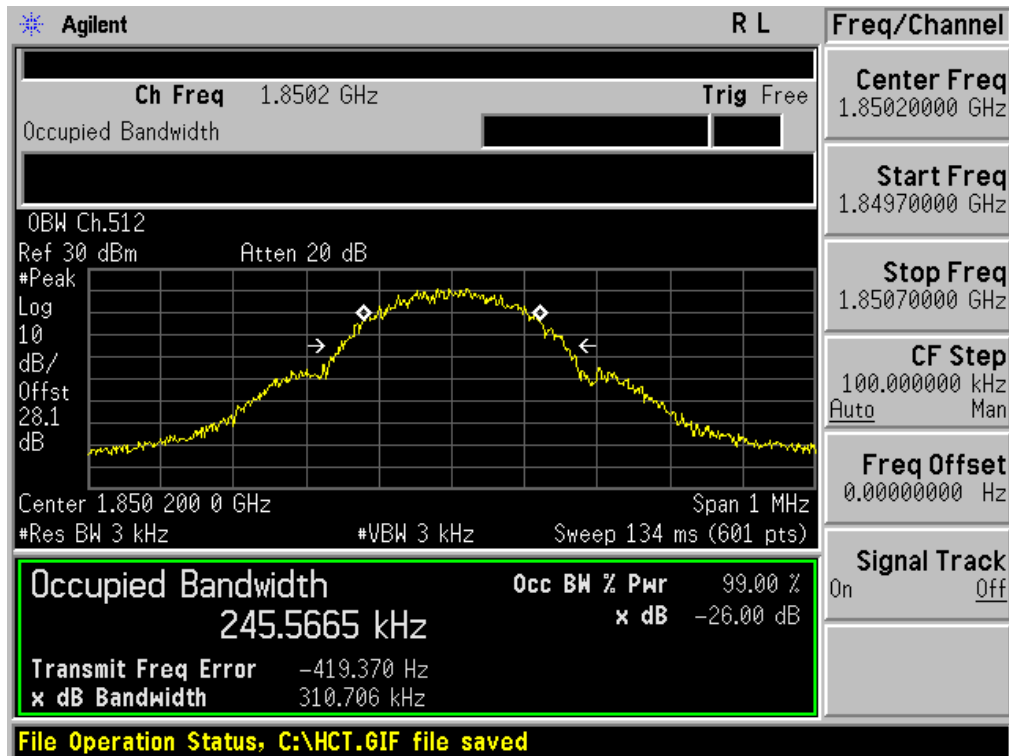 Agilent R L
Ch Freq 1.8502 GHz Trig Free
Occupied Bandwidth
OBW Ch.512
Ref 30 dBm Atten 20 dB
#Peak
Log
10
dB/
Offst
28.1
dB
Center 1.850 200 0 GHz Span 1 MHz
#Res BW 3 kHz #VBW 3 kHz Sweep 134 ms (601 pts)
Occupied Bandwidth
245.5665 kHz
Occ BW % Pwr 99.00 %
x dB -26.00 dB
Transmit Freq Error -419.370 Hz
x dB Bandwidth 310.706 kHz
File Operation Status, C:\HCT.GIF file saved
Freq/Channel
Center Freq
1.85020000 GHz
Start Freq
1.84970000 GHz
Stop Freq
1.85070000 GHz
CF Step
100.000000 kHz
Auto Man
Freq Offset
0.00000000 Hz
Signal Track
On Off